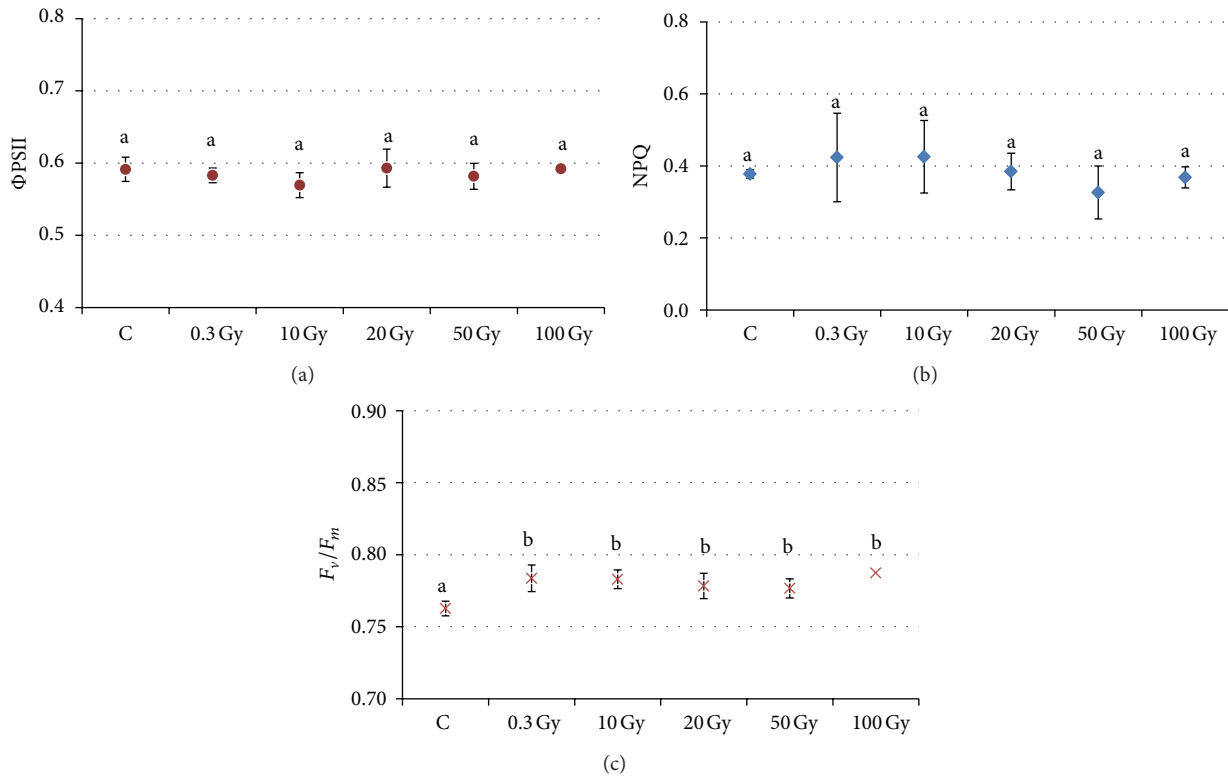 0.8
0.7
0.6
0.5
0.4
ΦPSII
a a a a a a
C 0.3 Gy 10 Gy 20 Gy 50 Gy 100 Gy
(a)
0.8
0.6
0.4
0.2
0.0
NPQ
a a a a a a
C 0.3 Gy 10 Gy 20 Gy 50 Gy 100 Gy
(b)
0.90
0.85
0.80
0.75
0.70
Fv/Fm
a b b b b b
C 0.3 Gy 10 Gy 20 Gy 50 Gy 100 Gy
(c)